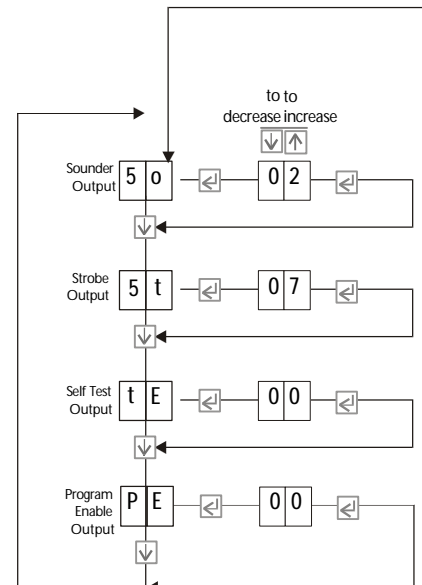 to to
decrease increase
Sounder
Output
5 o
0 2
Strobe
Output
5 t
0 7
Self Test
Output
t E
0 0
Program
Enable
Output
P E
0 0